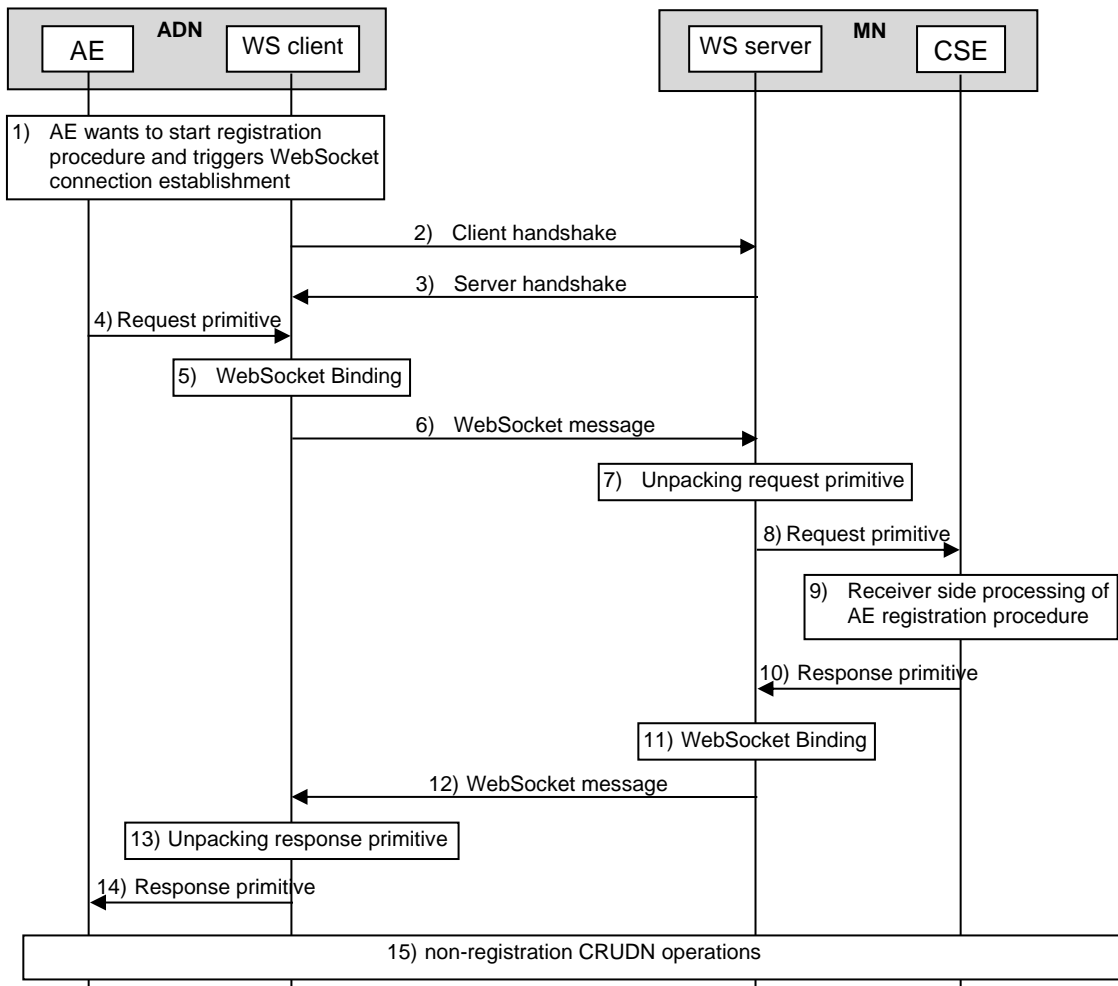 ADN
MN
AE
WS client
WS server
CSE
1) AE wants to start registration
procedure and triggers WebSocket
connection establishment
2) Client handshake
3) Server handshake
4) Request primitive
5) WebSocket Binding
6) WebSocket message
7) Unpacking request primitive
8) Request primitive
9) Receiver side processing of
AE registration procedure
10) Response primitive
11) WebSocket Binding
12) WebSocket message
13) Unpacking response primitive
14) Response primitive
15) non-registration CRUDN operations